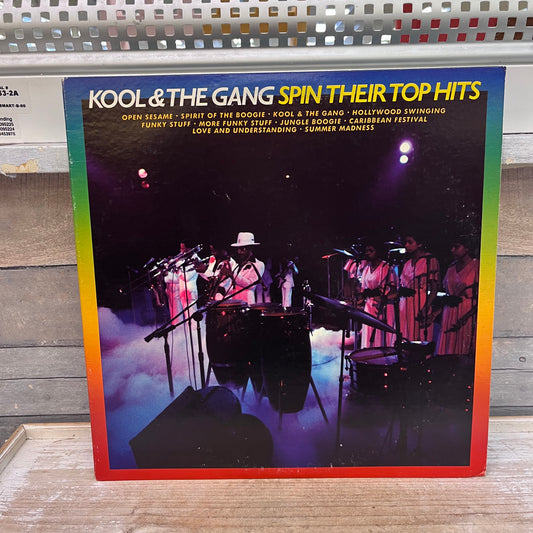 KOOL & THE GANG SPIN THEIR TOP HITS
OPEN SESAME • SPIRIT OF THE BOOGIE • KOOL & THE GANG • HOLLYWOOD SWINGING
FUNKY STUFF • MORE FUNKY STUFF • JUNGLE BOOGIE • CARIBBEAN FESTIVAL
LOVE AND UNDERSTANDING • SUMMER MADNESS